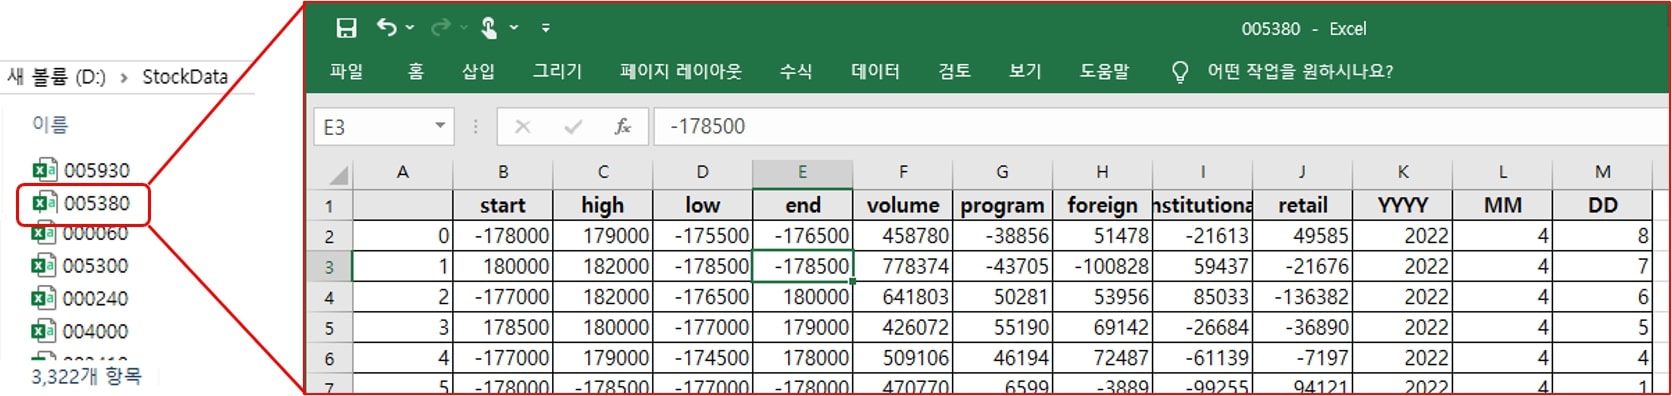 새 볼륨 (D:) > StockData
이름
005930
005380
000060
005300
000240
004000
3,322개 항목
005380 - Excel
파일 홈 삽입 그리기 페이지 레이아웃 수식 데이터 검토 보기 도움말 어떤 작업을 원하시나요?
E3 fx -178500
A B C D E F G H I J K L M
1 start high low end volume program foreign nstitutiona retail YYYY MM DD
2 0 -178000 179000 -175500 -176500 458780 -38856 51478 -21613 49585 2022 4 8
3 1 180000 182000 -178500 -178500 778374 -43705 -100828 59437 -21676 2022 4 7
4 2 -177000 182000 -176500 180000 641803 50281 53956 85033 -136382 2022 4 6
5 3 178500 180000 -177000 179000 426072 55190 69142 -26684 -36890 2022 4 5
6 4 -177000 179000 -174500 178000 509106 46194 72487 -61139 -7197 2022 4 4
7 5 -178000 -178500 -177000 -178000 470770 6599 -3889 -99255 94121 2022 4 1